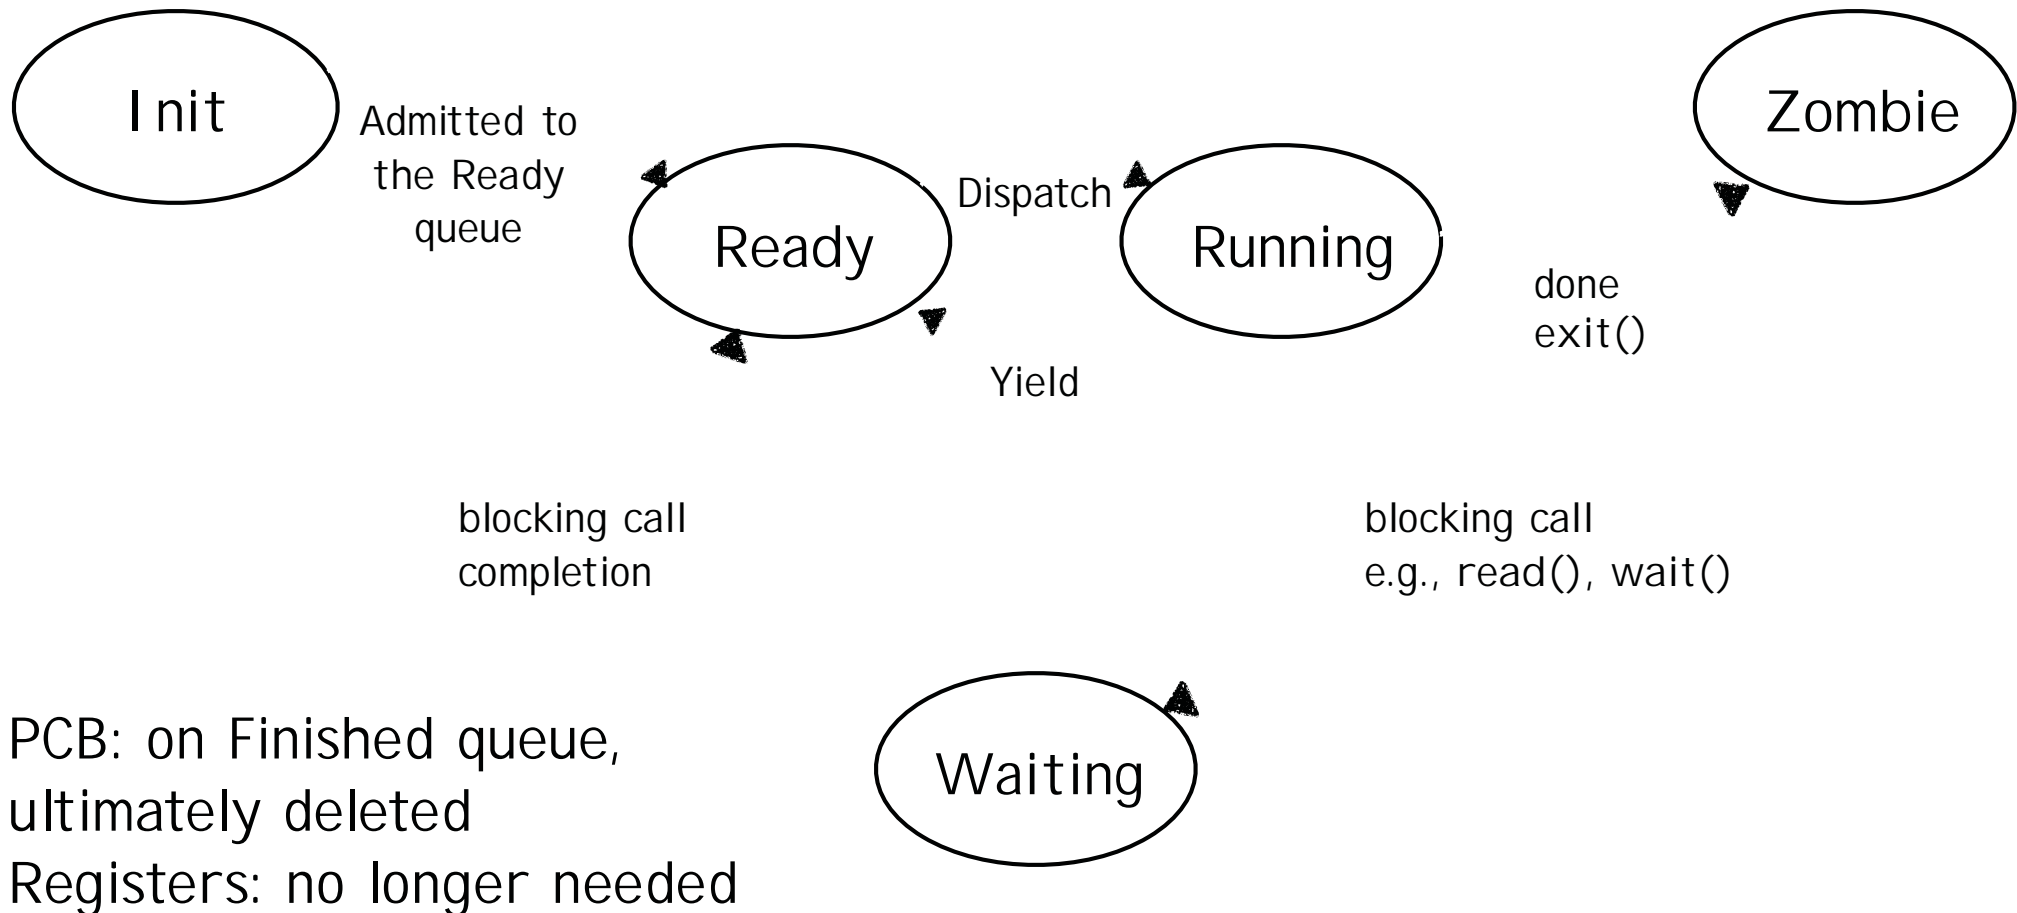 Init
Zombie
Admitted to
the Ready
queue
Dispatch
Ready
Running
done
exit()
Yield
blocking call
completion
blocking call
e.g., read(), wait()
Waiting
PCB: on Finished queue,
ultimately deleted
Registers: no longer needed